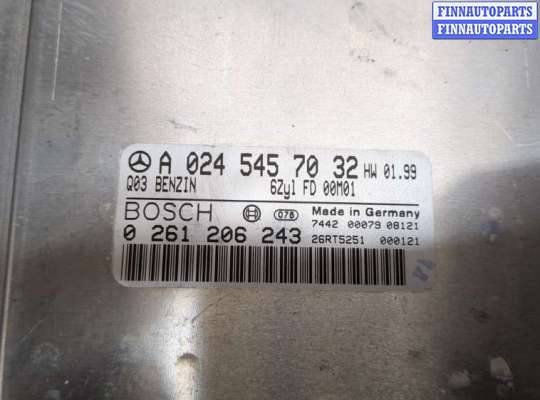 FINNAUTOPARTS
FINNAUTOPARTS
A 024 545 70 32 HW 01.99
Q03 BENZIN 6Zyl FD 00M01
BOSCH 078 Made in Germany
7442 00079 08121
0 261 206 243 26RT5251 000121